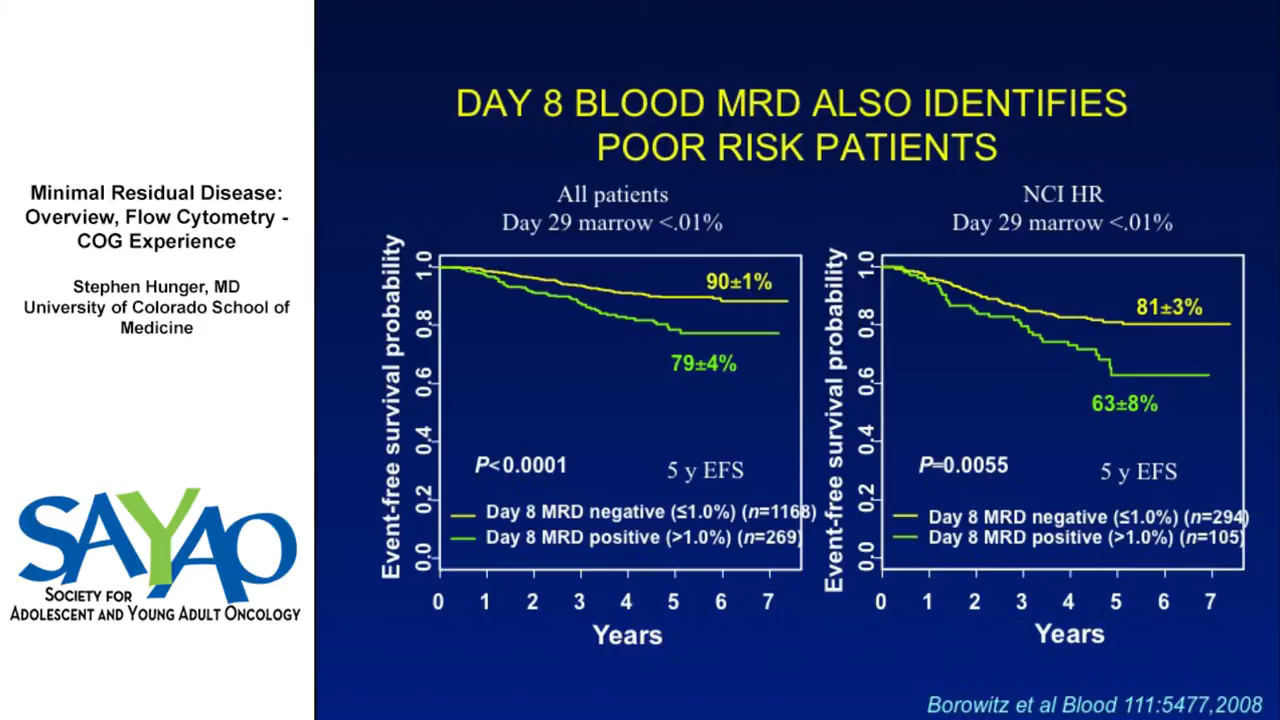 Minimal Residual Disease:
Overview, Flow Cytometry -
COG Experience
Stephen Hunger, MD
University of Colorado School of
Medicine
SAYAO
SOCIETY FOR
ADOLESCENT AND YOUNG ADULT ONCOLOGY
DAY 8 BLOOD MRD ALSO IDENTIFIES
POOR RISK PATIENTS
All patients
Day 29 marrow <.01%
Event-free survival probability
1.0
0.8
0.6
0.4
0.2
0.0
90±1%
79±4%
P<0.0001
5 y EFS
Day 8 MRD negative (≤1.0%) (n=1168)
Day 8 MRD positive (>1.0%) (n=269)
0 1 2 3 4 5 6 7
Years
NCI HR
Day 29 marrow <.01%
Event-free survival probability
1.0
0.8
0.6
0.4
0.2
0.0
81±3%
63±8%
P=0.0055
5 y EFS
Day 8 MRD negative (≤1.0%) (n=294)
Day 8 MRD positive (>1.0%) (n=105)
0 1 2 3 4 5 6 7
Years
Borowitz et al Blood 111:5477,2008